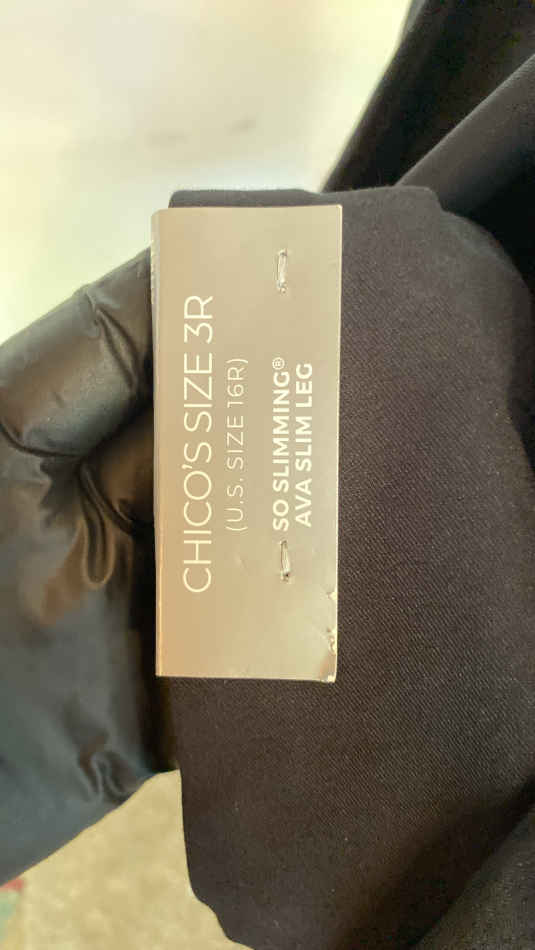 CHICO'S SIZE 3R
(U.S. SIZE 16R)
SO SLIMMING®
AVA SLIM LEG